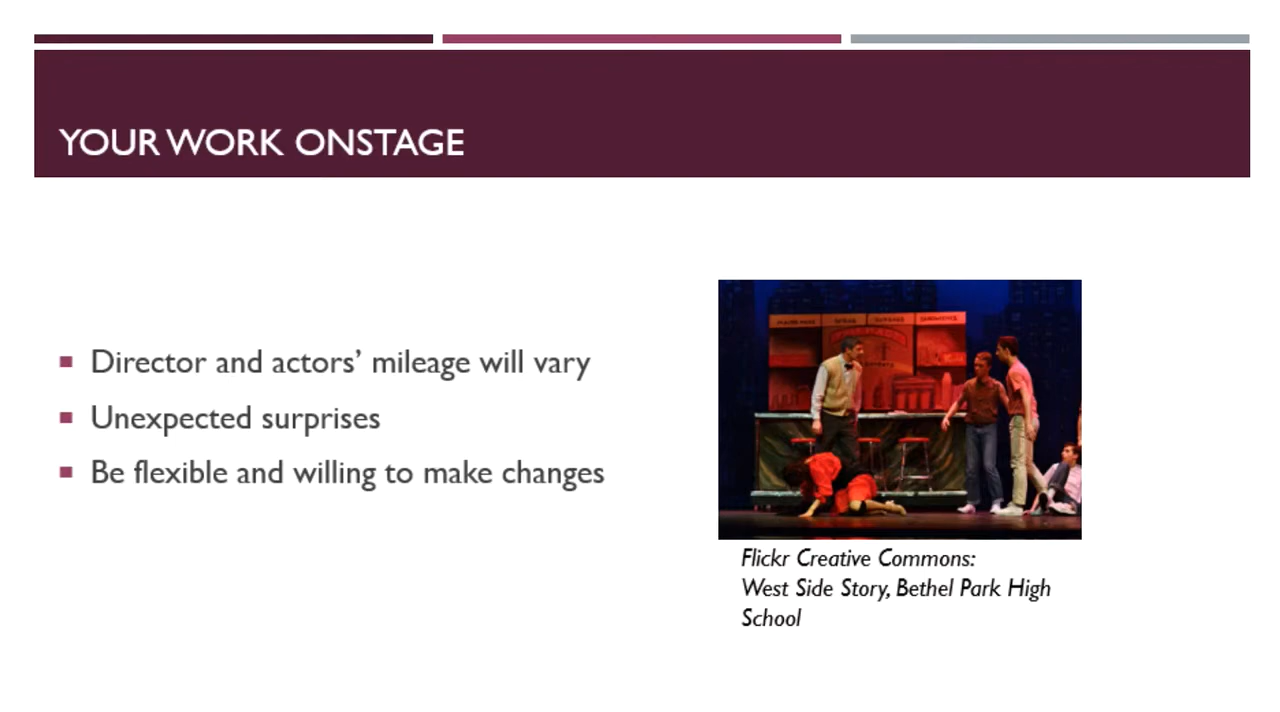 YOUR WORK ONSTAGE
Director and actors’ mileage will vary
Unexpected surprises
Be flexible and willing to make changes
SANDWICHES
Flickr Creative Commons:
West Side Story, Bethel Park High
School